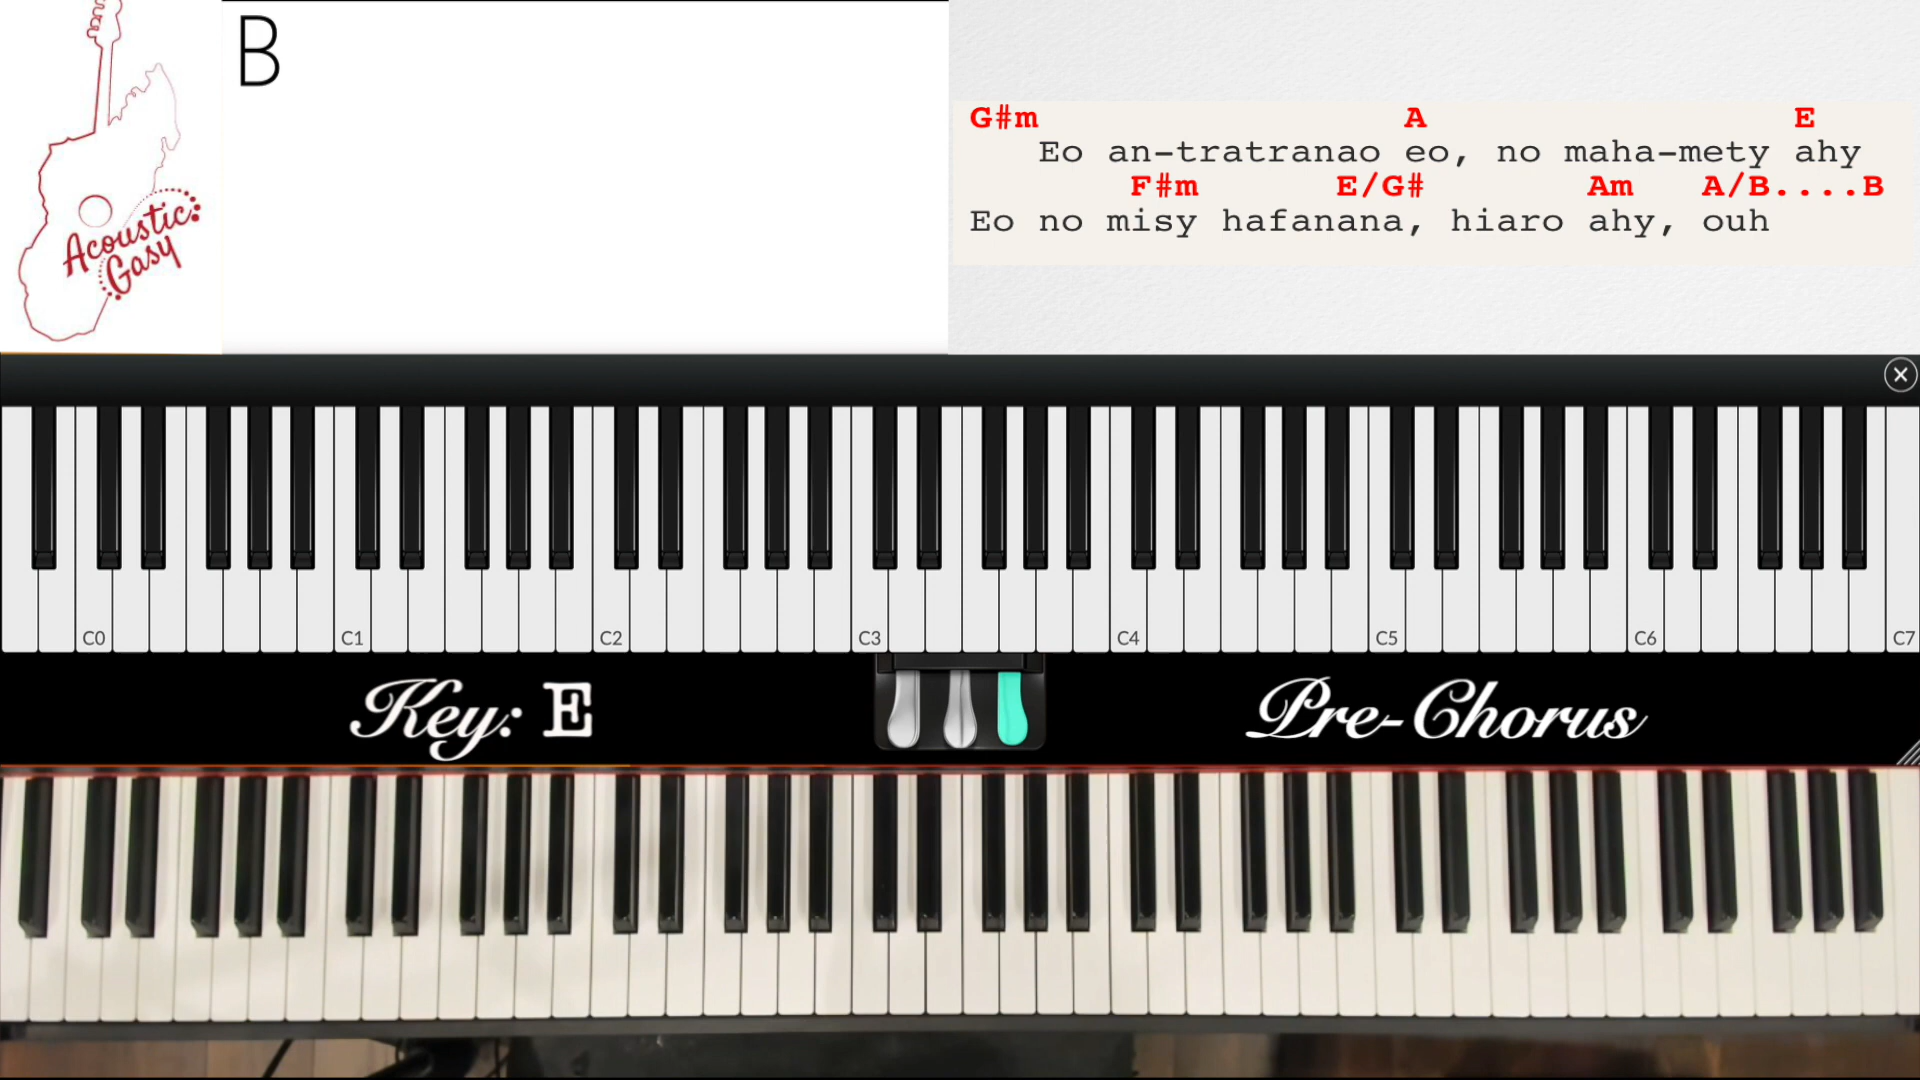 Acoustic
Gasy
B
G#m A E
Eo an-tratranao eo, no maha-mety ahy
F#m E/G# Am A/B....B
Eo no misy hafanana, hiaro ahy, ouh
C0 C1 C2 C3 C4 C5 C6 C7
Key: E
Pre-Chorus